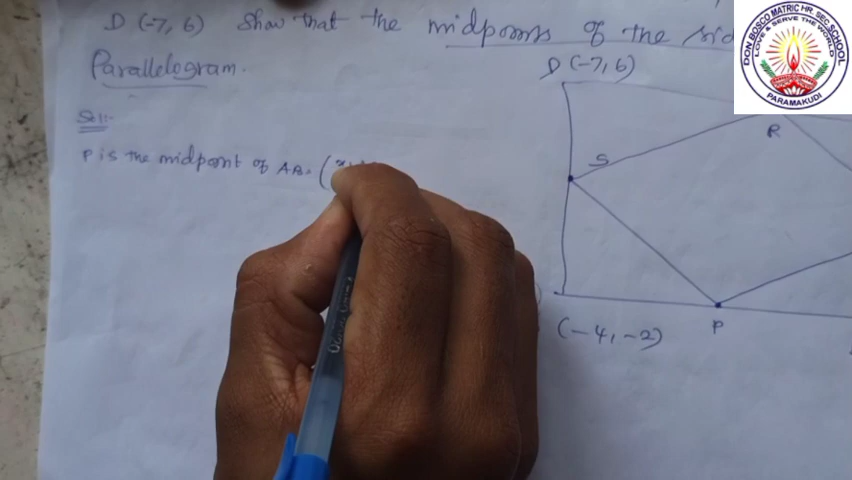 D (-7, 6) Show that the midpoints of the
Parallelogram.
D (-7, 6)
DON BOSCO MATRIC HR. SEC SCHOOL
LOVE & SERVE THE WORLD
PARAMAKUDI
R
Sol:-
P is the midpoint of AB = (
S
(-4, -2)
P